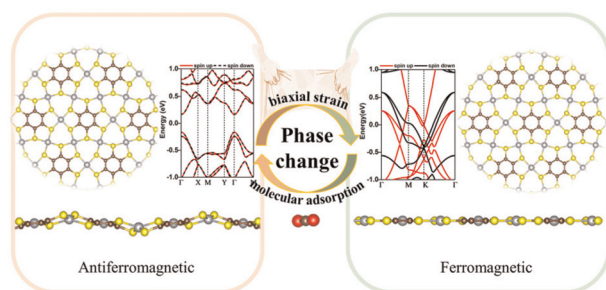 spin up
spin down
Energy (eV)
1.0
0.5
0.0
-0.5
-1.0
Γ X M Y Γ
biaxial strain
Phase
change
molecular adsorption
spin up
spin down
Energy(eV)
1.0
0.5
0.0
-0.5
-1.0
Γ M K Γ
Antiferromagnetic
Ferromagnetic